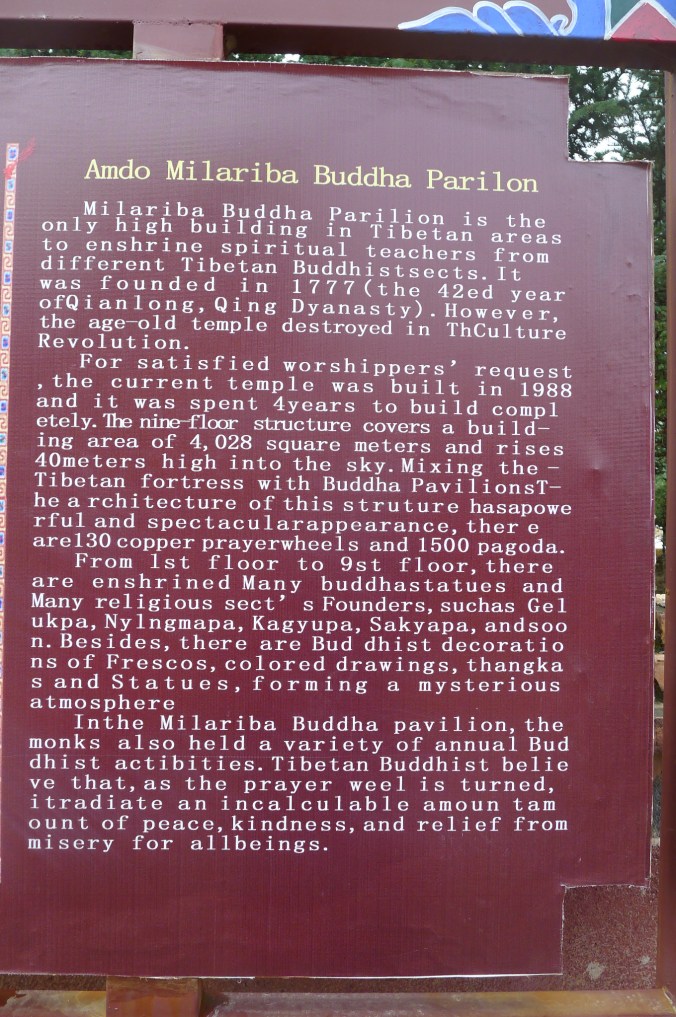 Amdo Milariba Buddha Parilon
Milariba Buddha Parilion is the
only high building in Tibetan areas
to enshrine spiritual teachers from
different Tibetan Buddhistsects. It
was founded in 1777(the 42ed year
ofQianlong, Qing Dyanasty). However,
the age-old temple destroyed in ThCulture
Revolution.
For satisfied worshippers' request
, the current temple was built in 1988
and it was spent 4years to build compl
etely. The nine-floor structure covers a build-
ing area of 4,028 square meters and rises
40meters high into the sky. Mixing the -
Tibetan fortress with Buddha PavilionsT-
he a rchitecture of this struture hasapowe
rful and spectacularappearance, ther e
are130 copper prayerwheels and 1500 pagoda.
From 1st floor to 9st floor, there
are enshrined Many buddhastatues and
Many religious sect' s Founders, suchas Gel
ukpa, Nylngmapa, Kagyupa, Sakyapa, andsoo
n. Besides, there are Bud dhist decoratio
ns of Frescos, colored drawings, thangka
s and Statues, forming a mysterious
atmosphere
Inthe Milariba Buddha pavilion, the
monks also held a variety of annual Bud
dhist actibities. Tibetan Buddhist belie
ve that, as the prayer weel is turned,
itradiate an incalculable amoun tam
ount of peace, kindness, and relief from
misery for allbeings.